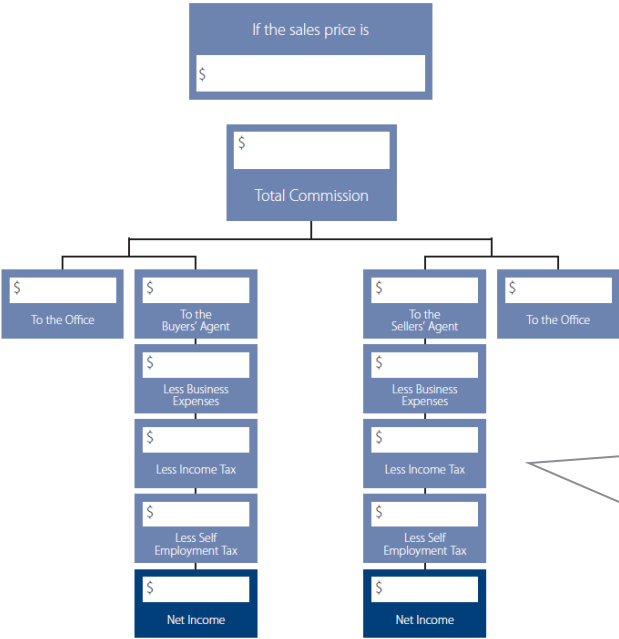 If the sales price is
$
$
Total Commission
$
To the Office
$
To the
Buyers' Agent
$
To the
Sellers' Agent
$
To the Office
$
Less Business
Expenses
$
Less Business
Expenses
$
Less Income Tax
$
Less Income Tax
$
Less Self
Employment Tax
$
Less Self
Employment Tax
$
Net Income
$
Net Income